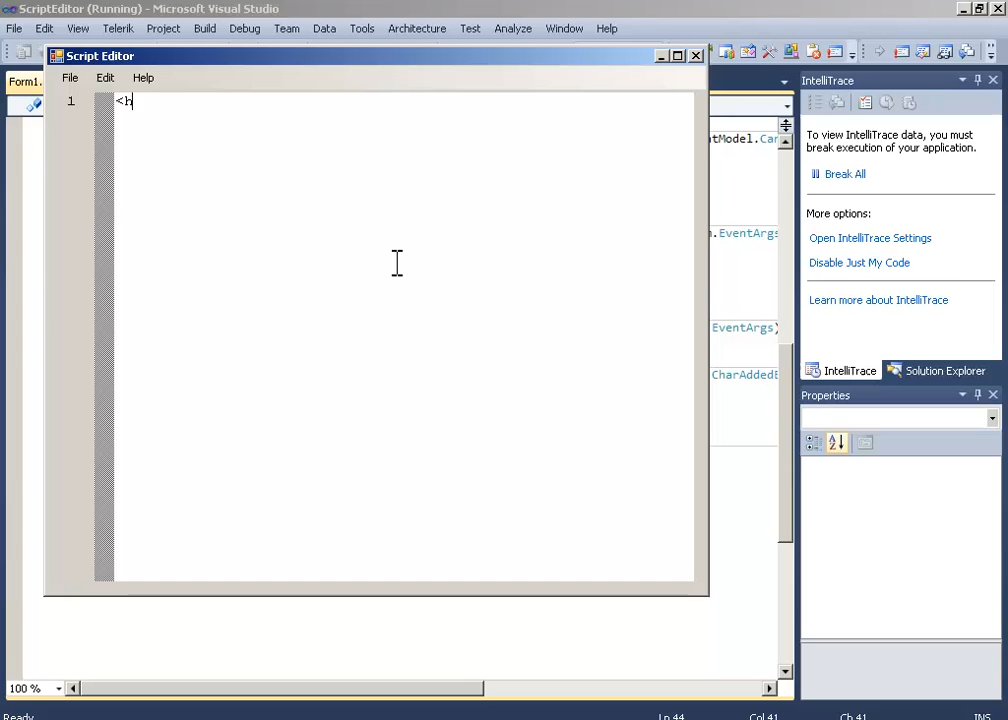 ScriptEditor (Running) - Microsoft Visual Studio
File Edit View Telerik Project Build Debug Team Data Tools Architecture Test Analyze Window Help
Script Editor
Form1.
File Edit Help
1 <h
IntelliTrace
To view IntelliTrace data, you must
break execution of your application.
Break All
More options:
Open IntelliTrace Settings
Disable Just My Code
Learn more about IntelliTrace
ntModel.Can
.EventArgs
EventArgs)
CharAddedE
IntelliTrace Solution Explorer
Properties
100 %
Ready Ln 44 Col 41 Ch 41 INS